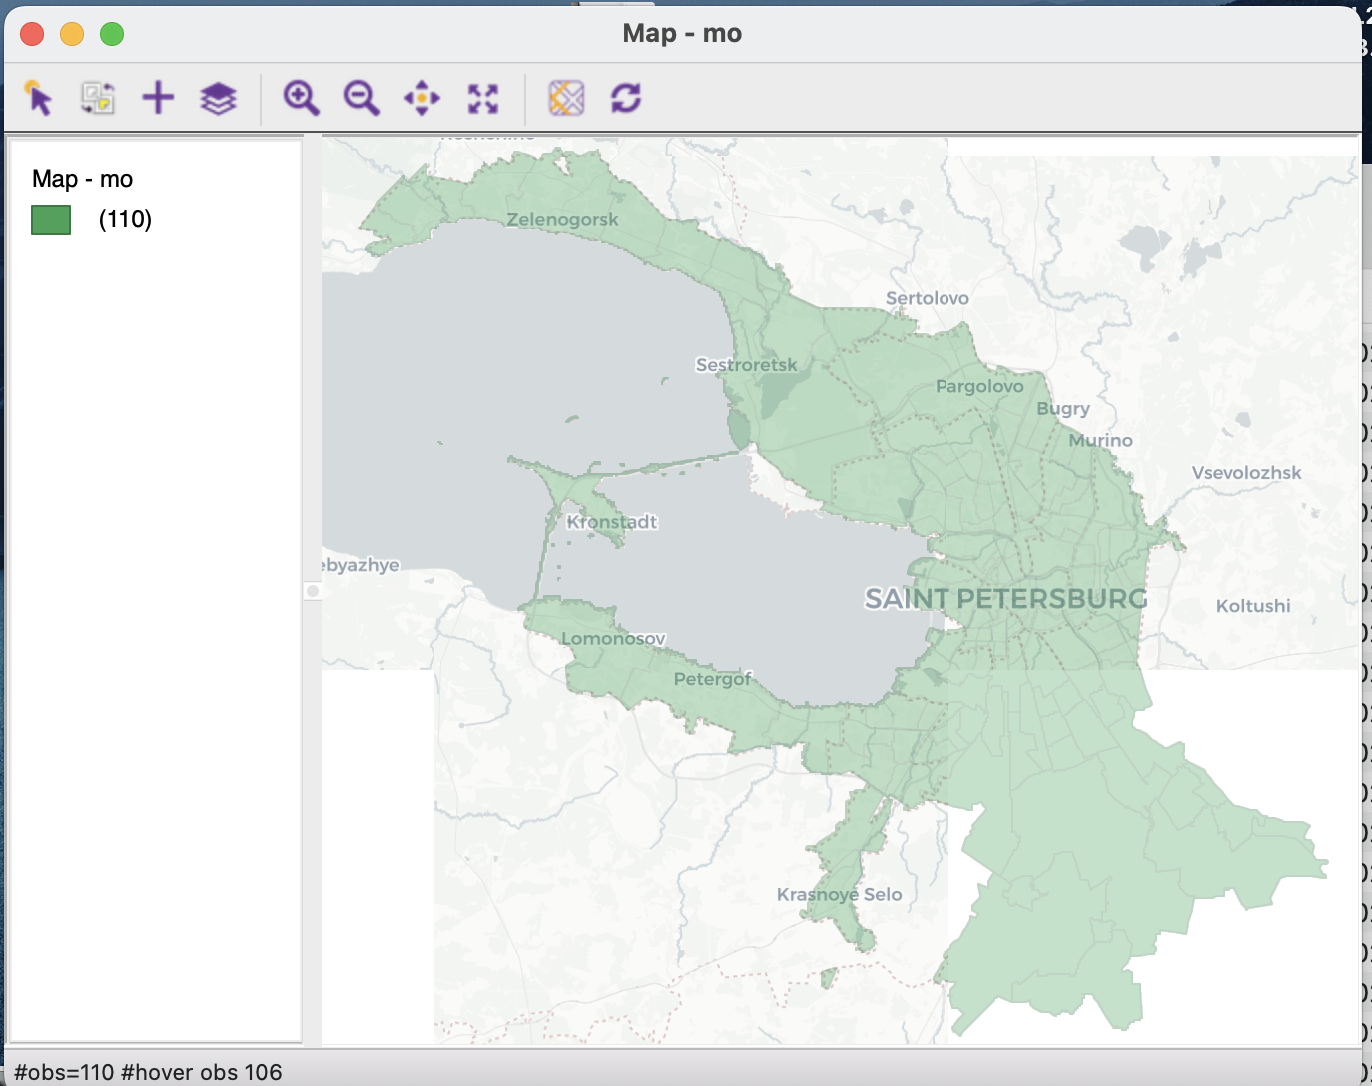 Map - mo
Map - mo
(110)
Zelenogorsk
Sertolovo
Sestroretsk
Pargolovo
Bugry
Murino
Vsevolozhsk
Kronstadt
ebyazhye
SAINT PETERSBURG
Koltushi
Lomonosov
Petergof
Krasnoye Selo
#obs=110 #hover obs 106